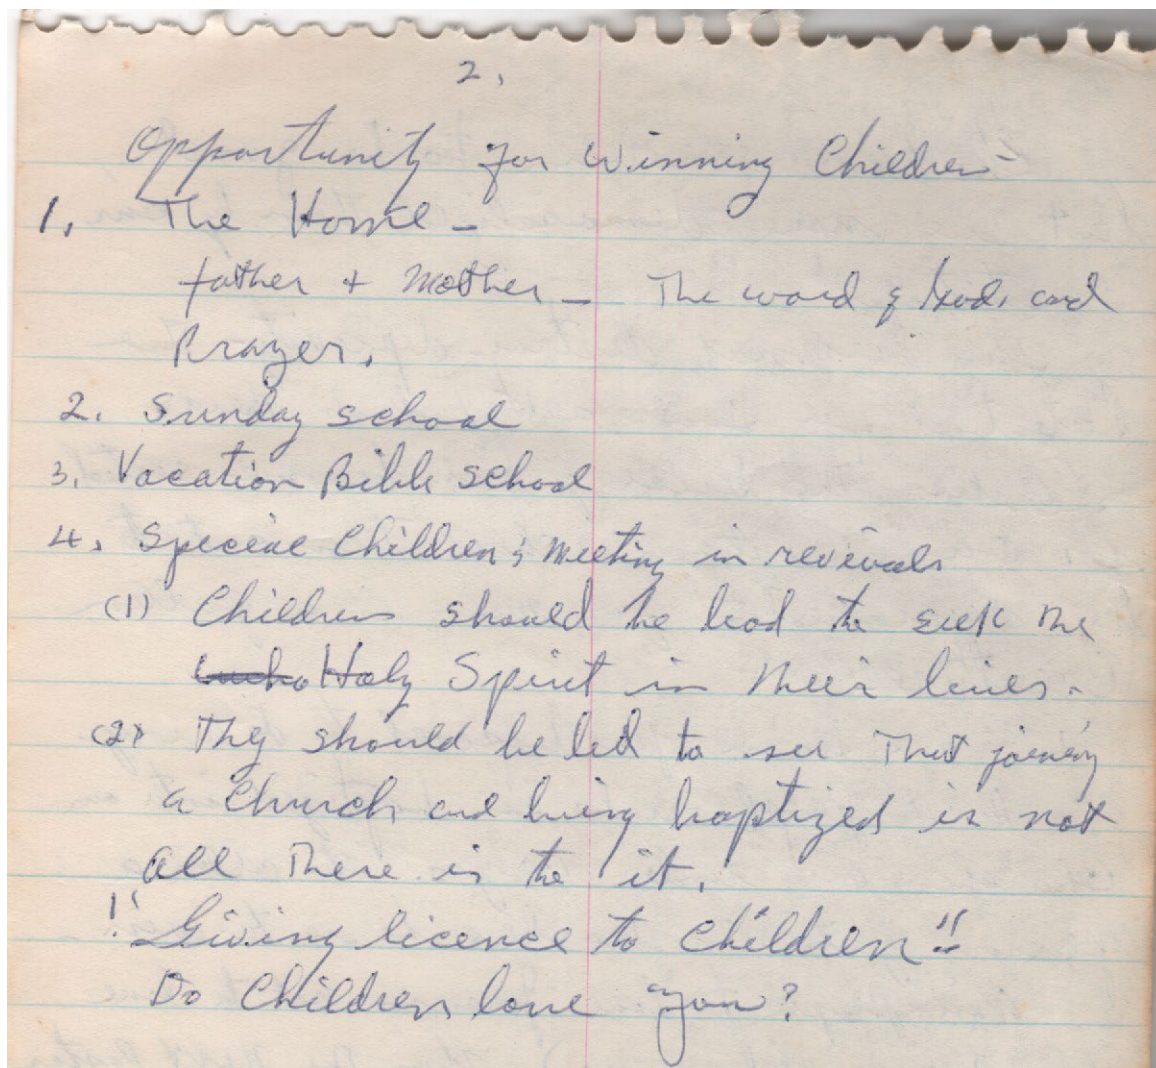 2.
Opportunity for winning Children -
1. The Home -
father + Mother - The word of God, and
Prayer.
2. Sunday school
3. Vacation Bible school
4. Special Children's meeting in revivals
(1) Children should be lead to seek the
Holy Spirit in their lives.
(2) They should be led to see that joining
a Church and being baptized is not
all there is to it.
"Giving licence to Children"
Do Children love you?